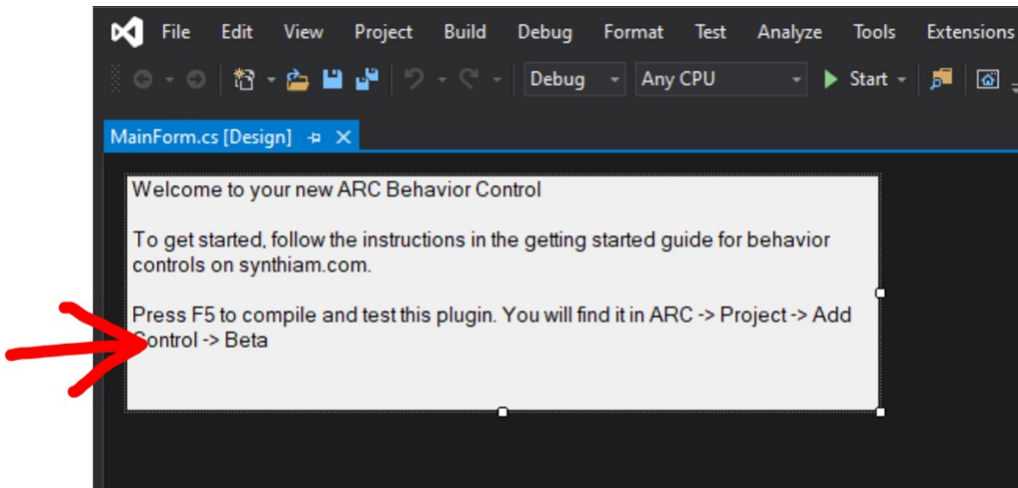 File Edit View Project Build Debug Format Test Analyze Tools Extensions
Debug Any CPU Start
MainForm.cs [Design]
Welcome to your new ARC Behavior Control
To get started, follow the instructions in the getting started guide for behavior
controls on synthiam.com.
Press F5 to compile and test this plugin. You will find it in ARC -> Project -> Add
Control -> Beta